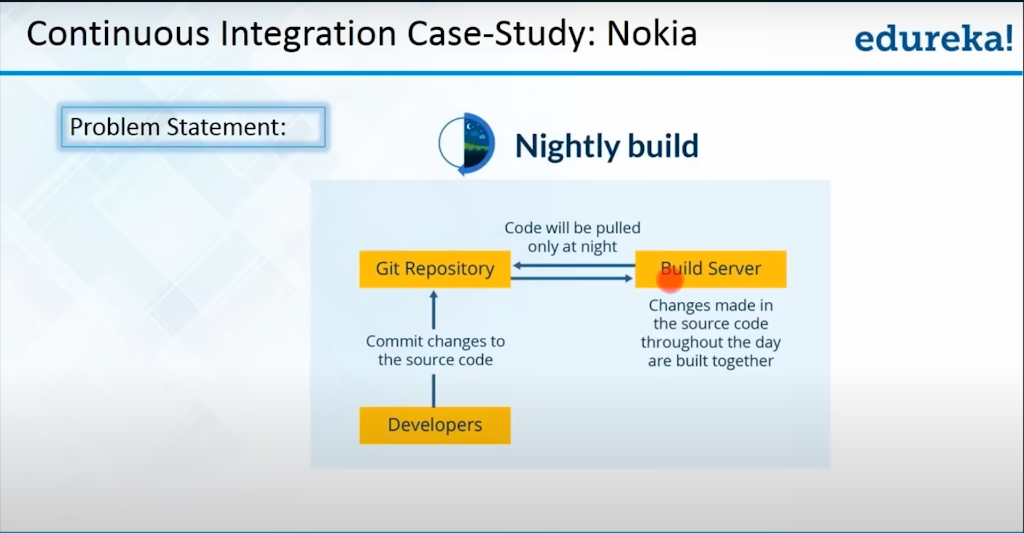 Continuous Integration Case-Study: Nokia
edureka!
Problem Statement:
Nightly build
Code will be pulled
only at night
Git Repository
Build Server
Changes made in
the source code
throughout the day
are built together
Commit changes to
the source code
Developers